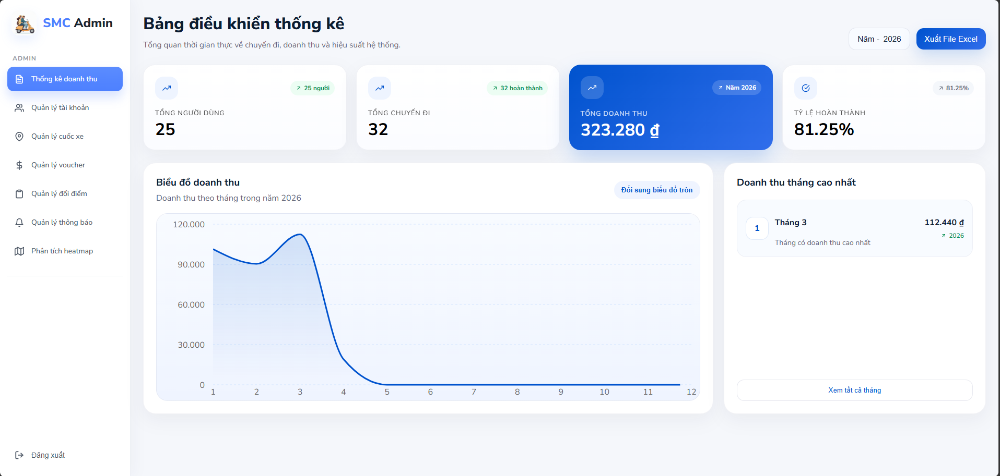 SMC Admin
ADMIN
Thống kê doanh thu
Quản lý tài khoản
Quản lý cuốc xe
Quản lý voucher
Quản lý đổi điểm
Quản lý thông báo
Phân tích heatmap
Đăng xuất
Bảng điều khiển thống kê
Tổng quan thời gian thực về chuyến đi, doanh thu và hiệu suất hệ thống.
Năm - 2026
Xuất File Excel
25 người
TỔNG NGƯỜI DÙNG
25
32 hoàn thành
TỔNG CHUYẾN ĐI
32
Năm 2026
TỔNG DOANH THU
323.280 ₫
81.25%
TỶ LỆ HOÀN THÀNH
81.25%
Biểu đồ doanh thu
Doanh thu theo tháng trong năm 2026
Đổi sang biểu đồ tròn
120.000
90.000
60.000
30.000
0
1 2 3 4 5 6 7 8 9 10 11 12
Doanh thu tháng cao nhất
1
Tháng 3
112.440 ₫
2026
Tháng có doanh thu cao nhất
Xem tất cả tháng